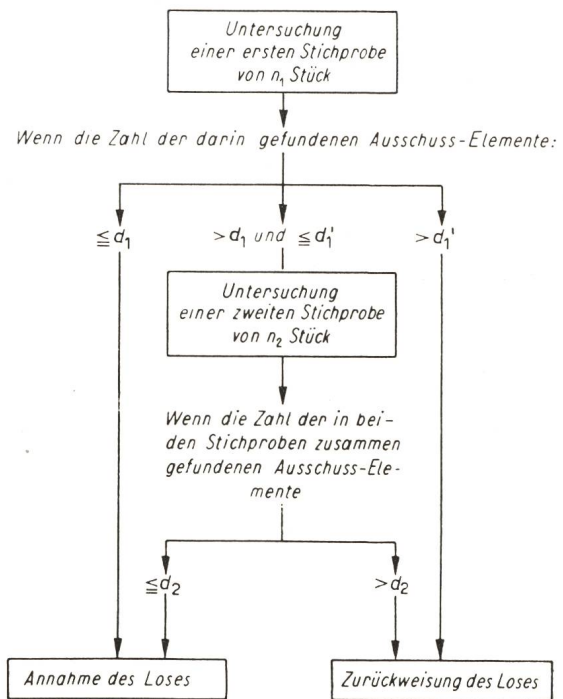 Untersuchung
einer ersten Stichprobe
von n₁ Stück
Wenn die Zahl der darin gefundenen Ausschuss-Elemente:
≦d₁
>d₁ und ≦d₁'
>d₁'
Untersuchung
einer zweiten Stichprobe
von n₂ Stück
Wenn die Zahl der in bei-
den Stichproben zusammen
gefundenen Ausschuss-Ele-
mente
≦d₂
>d₂
Annahme des Loses
Zurückweisung des Loses